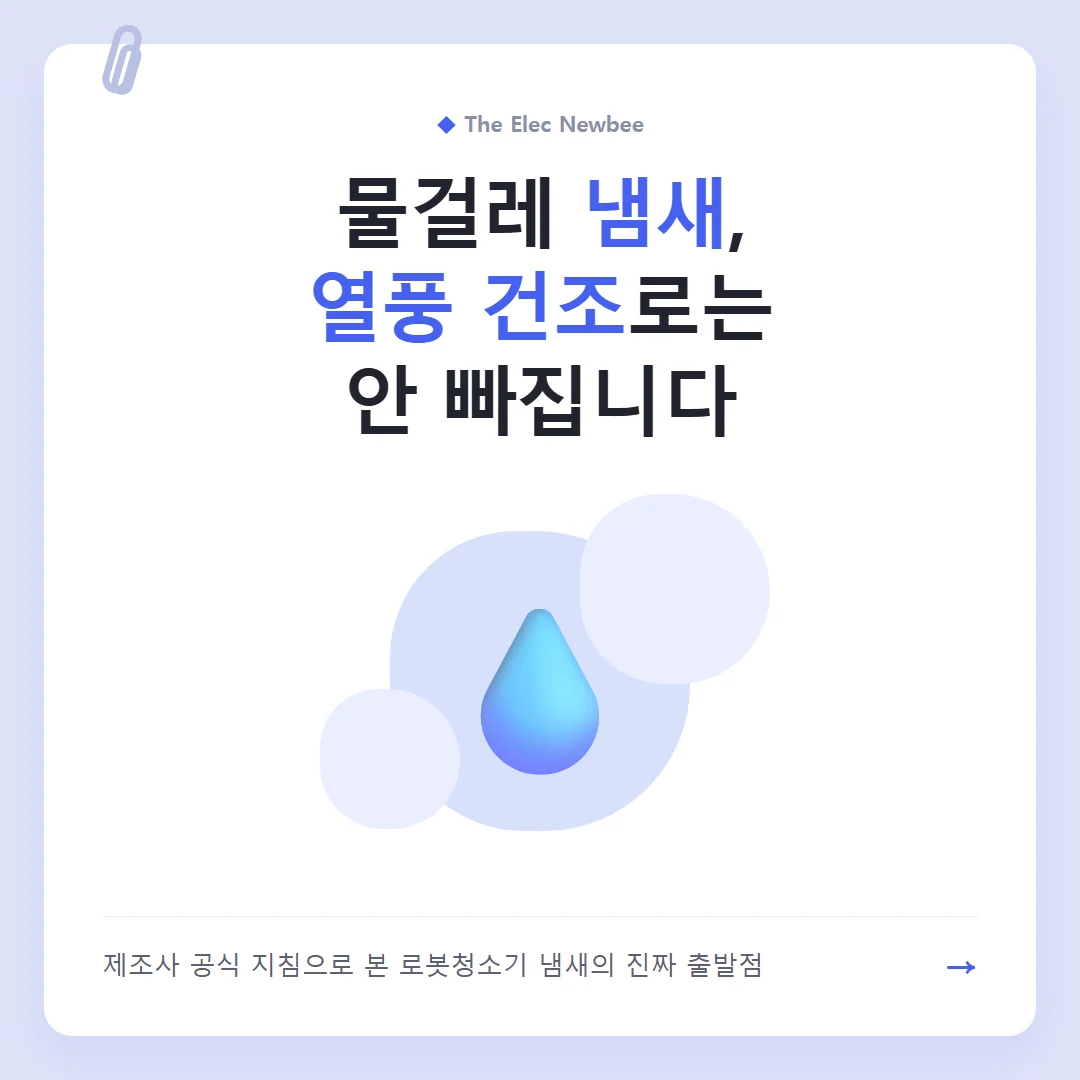 The Elec Newbee
물걸레 냄새,
열풍 건조로는
안 빠집니다
제조사 공식 지침으로 본 로봇청소기 냄새의 진짜 출발점
→